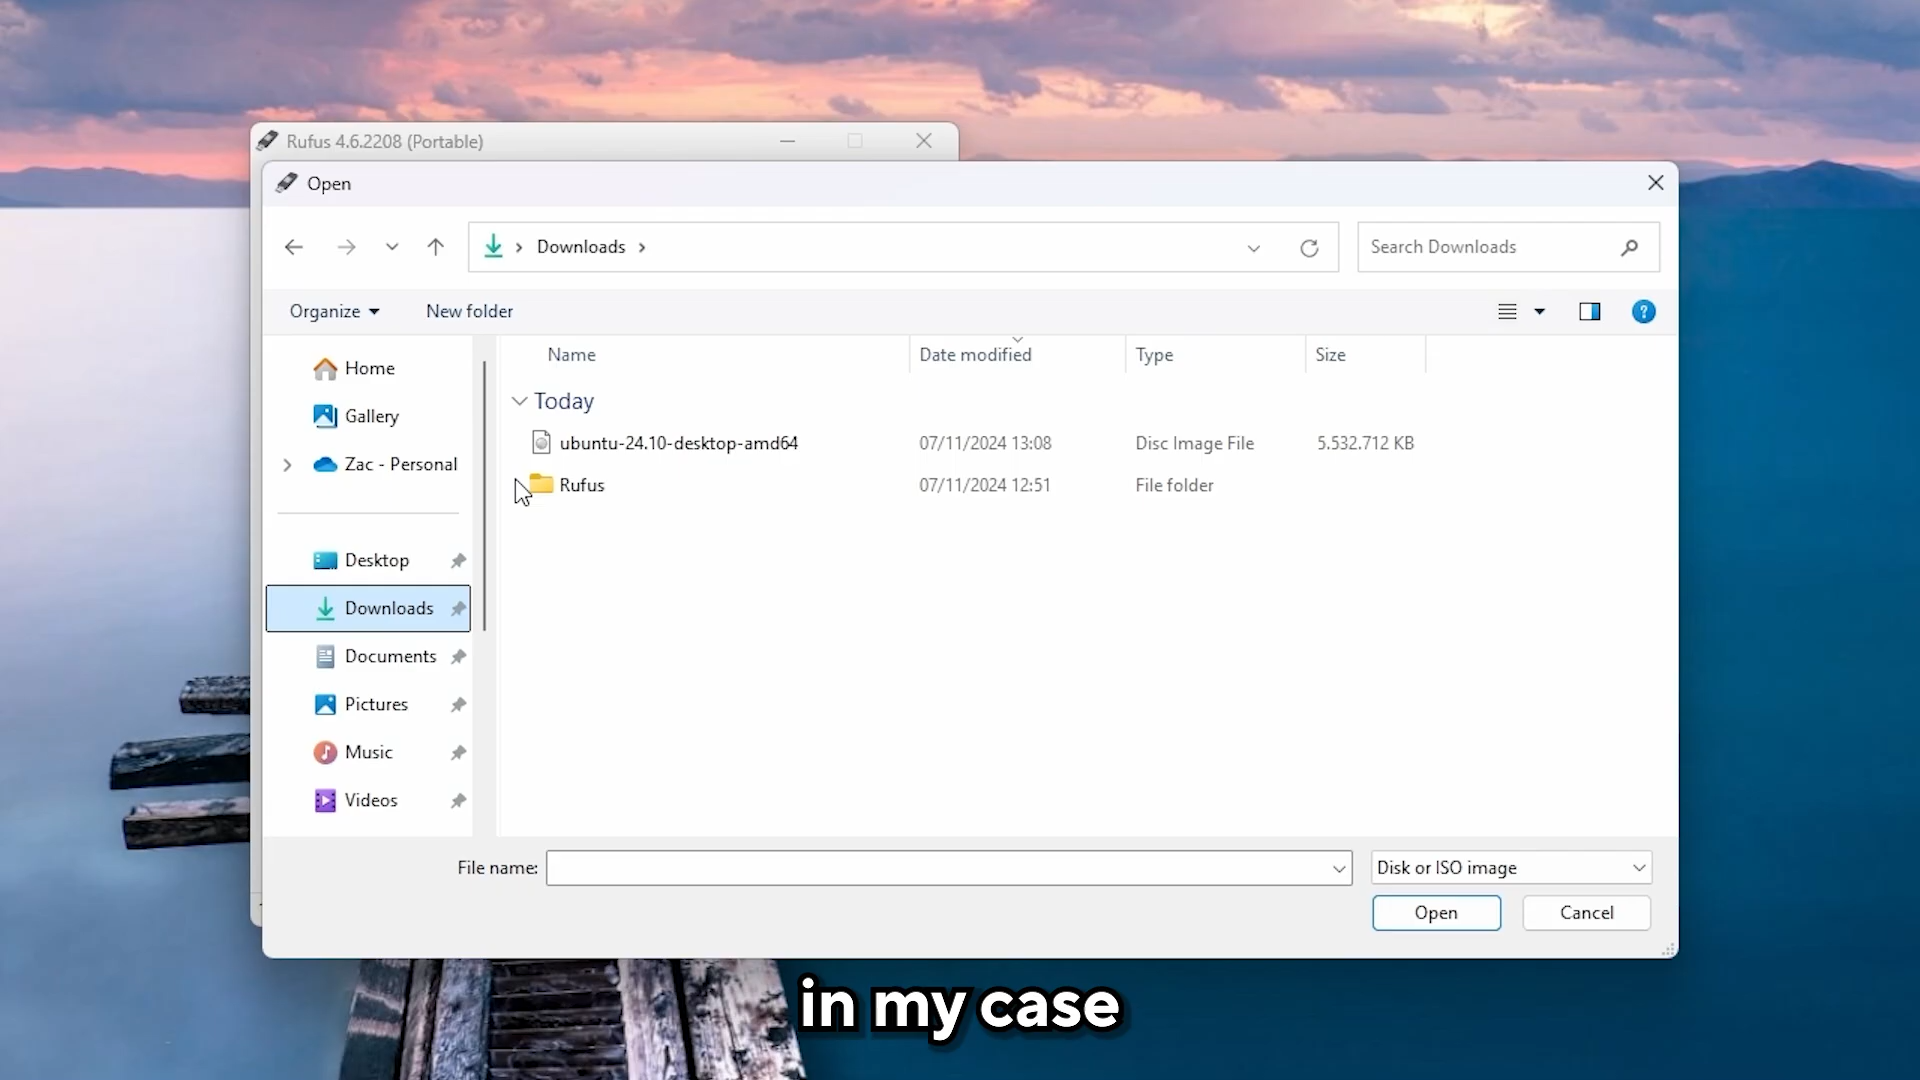 Rufus 4.6.2208 (Portable)
Open
Downloads
Search Downloads
Organize
New folder
?
Name
Date modified
Type
Size
Home
Gallery
Zac - Personal
Desktop
Downloads
Documents
Pictures
Music
Videos
Today
ubuntu-24.10-desktop-amd64
07/11/2024 13:08
Disc Image File
5.532.712 KB
Rufus
07/11/2024 12:51
File folder
File name:
Disk or ISO image
Open
Cancel
in my case